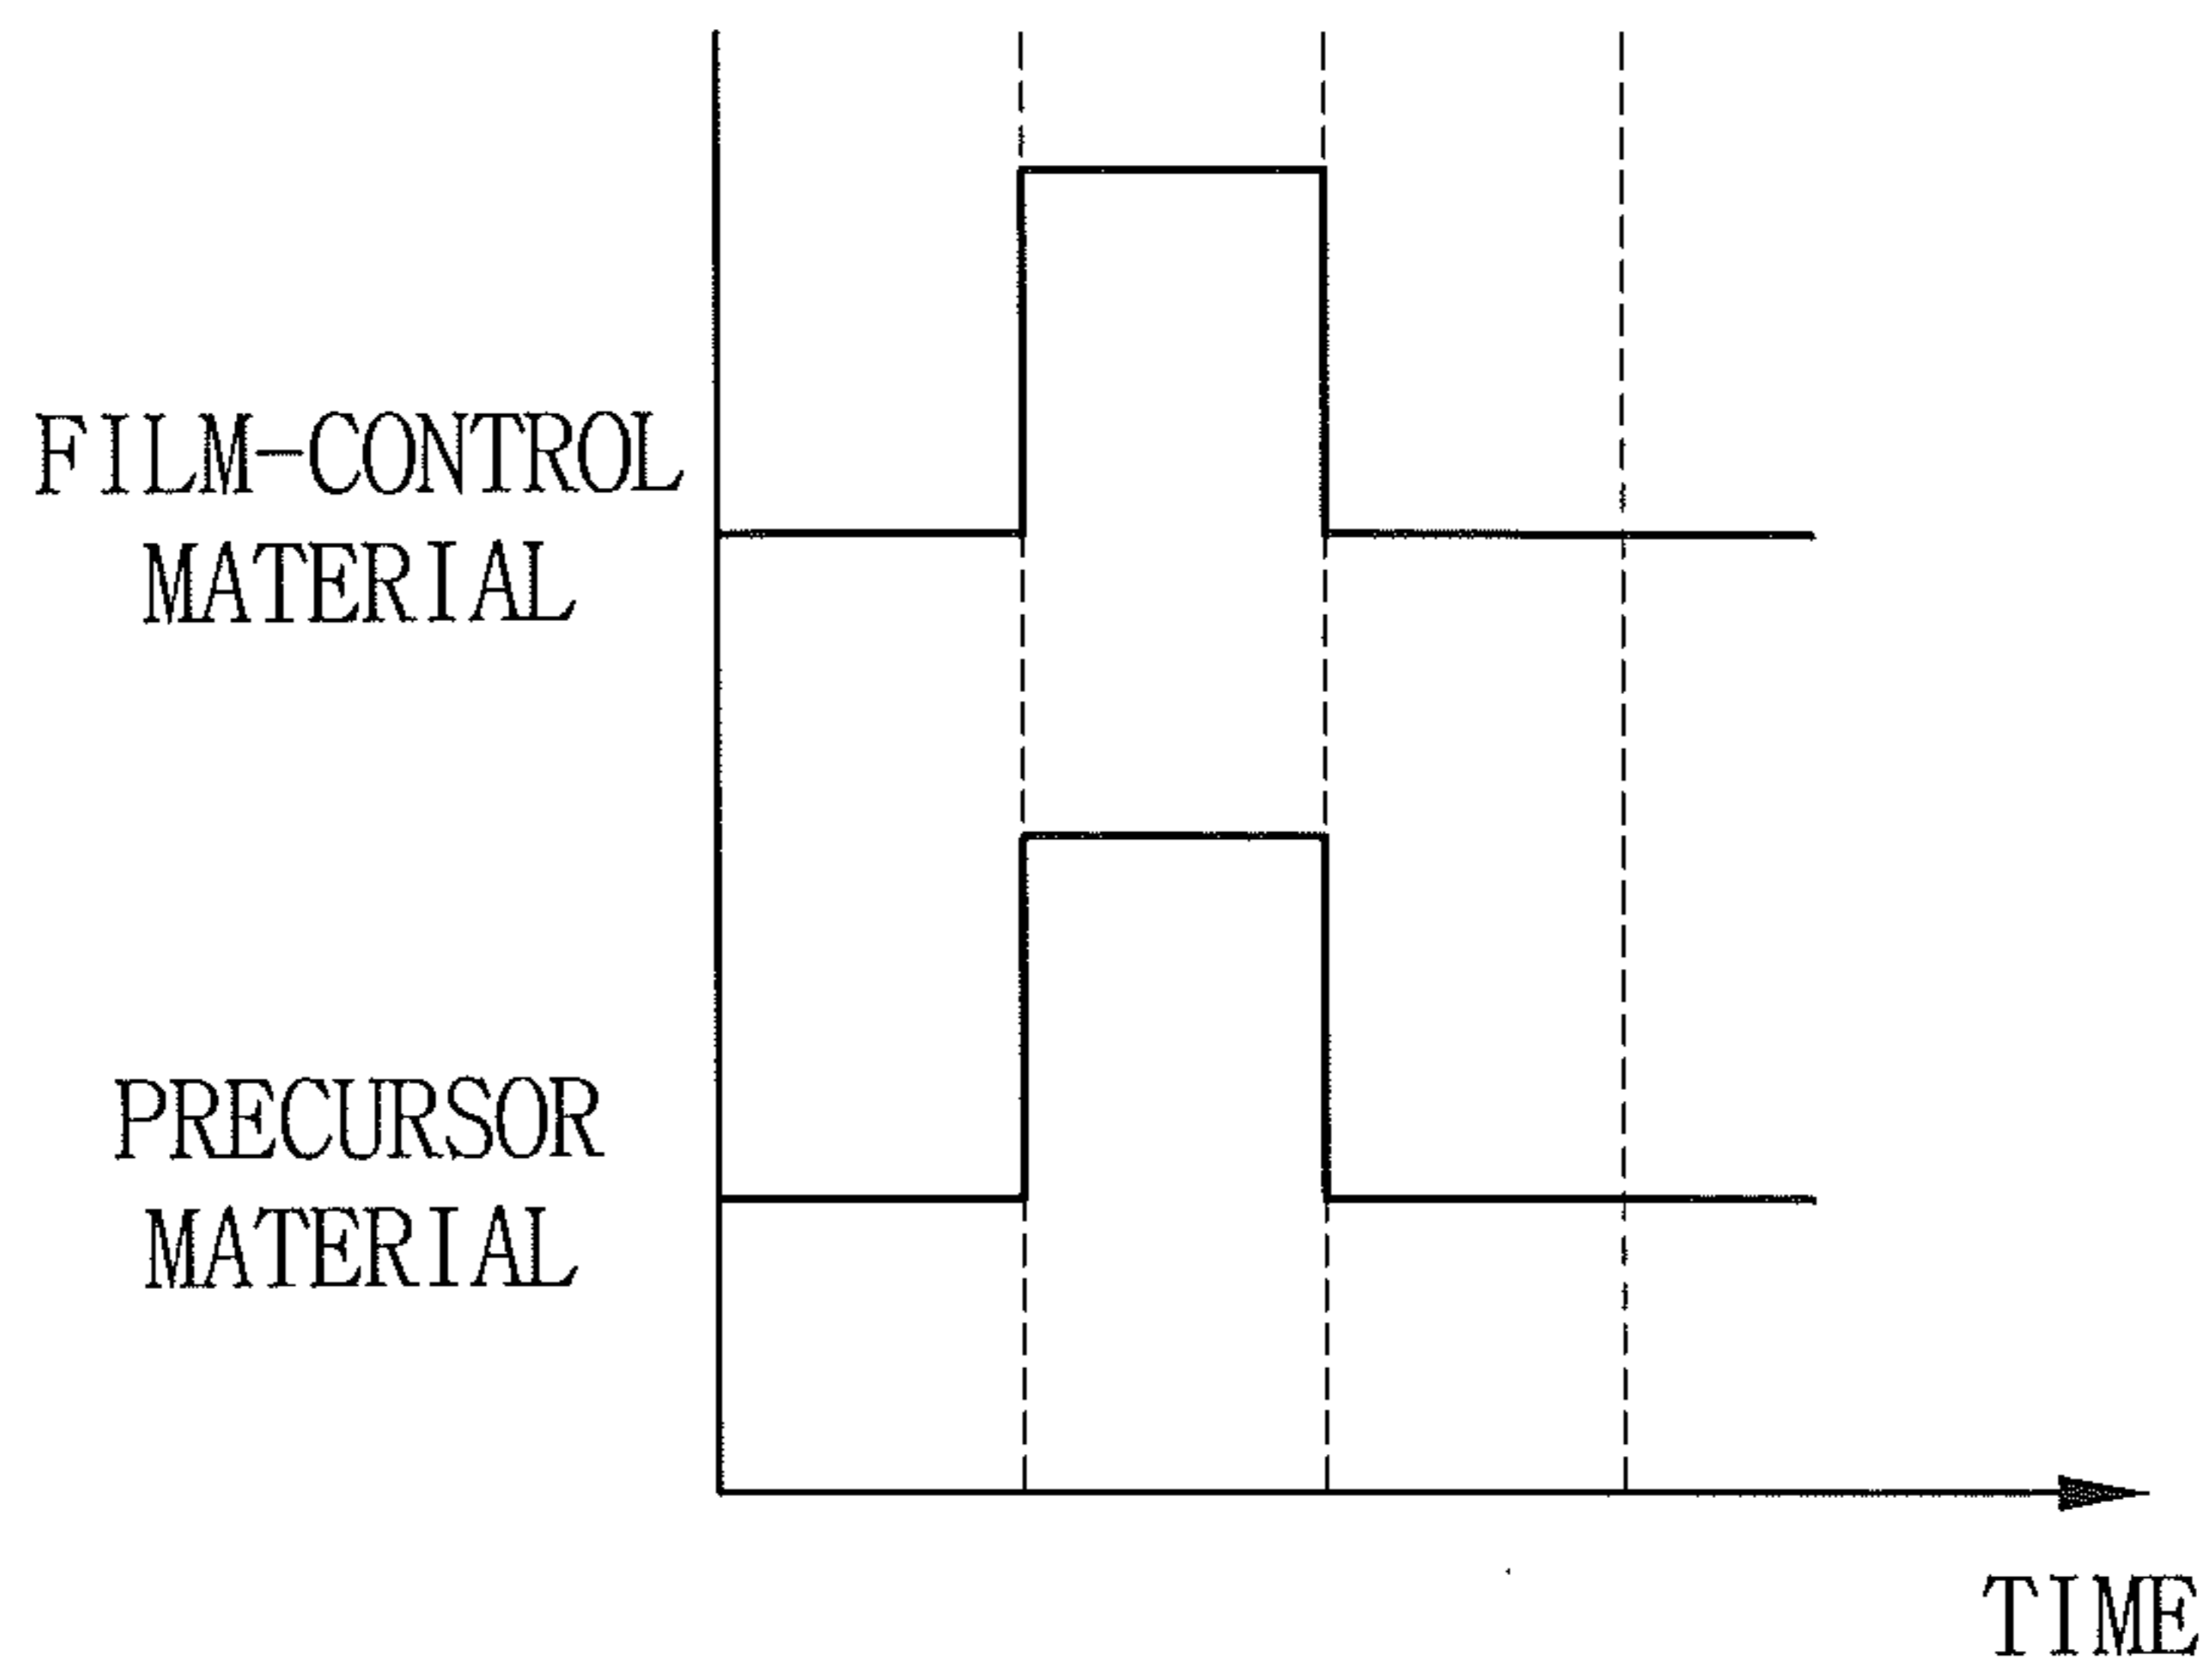 FILM-CONTROL
MATERIAL
PRECURSOR
MATERIAL
TIME